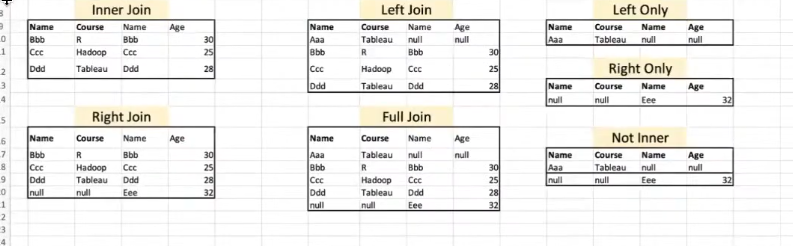 Inner Join
Name Course Name Age
Bbb R Bbb 30
Ccc Hadoop Ccc 25
Ddd Tableau Ddd 28
Left Join
Name Course Name Age
Aaa Tableau null null
Bbb R Bbb 30
Ccc Hadoop Ccc 25
Ddd Tableau Ddd 28
Left Only
Name Course Name Age
Aaa Tableau null null
Right Only
Name Course Name Age
null null Eee 32
Right Join
Name Course Name Age
Bbb R Bbb 30
Ccc Hadoop Ccc 25
Ddd Tableau Ddd 28
null null Eee 32
Full Join
Name Course Name Age
Aaa Tableau null null
Bbb R Bbb 30
Ccc Hadoop Ccc 25
Ddd Tableau Ddd 28
null null Eee 32
Not Inner
Name Course Name Age
Aaa Tableau null null
null null Eee 32